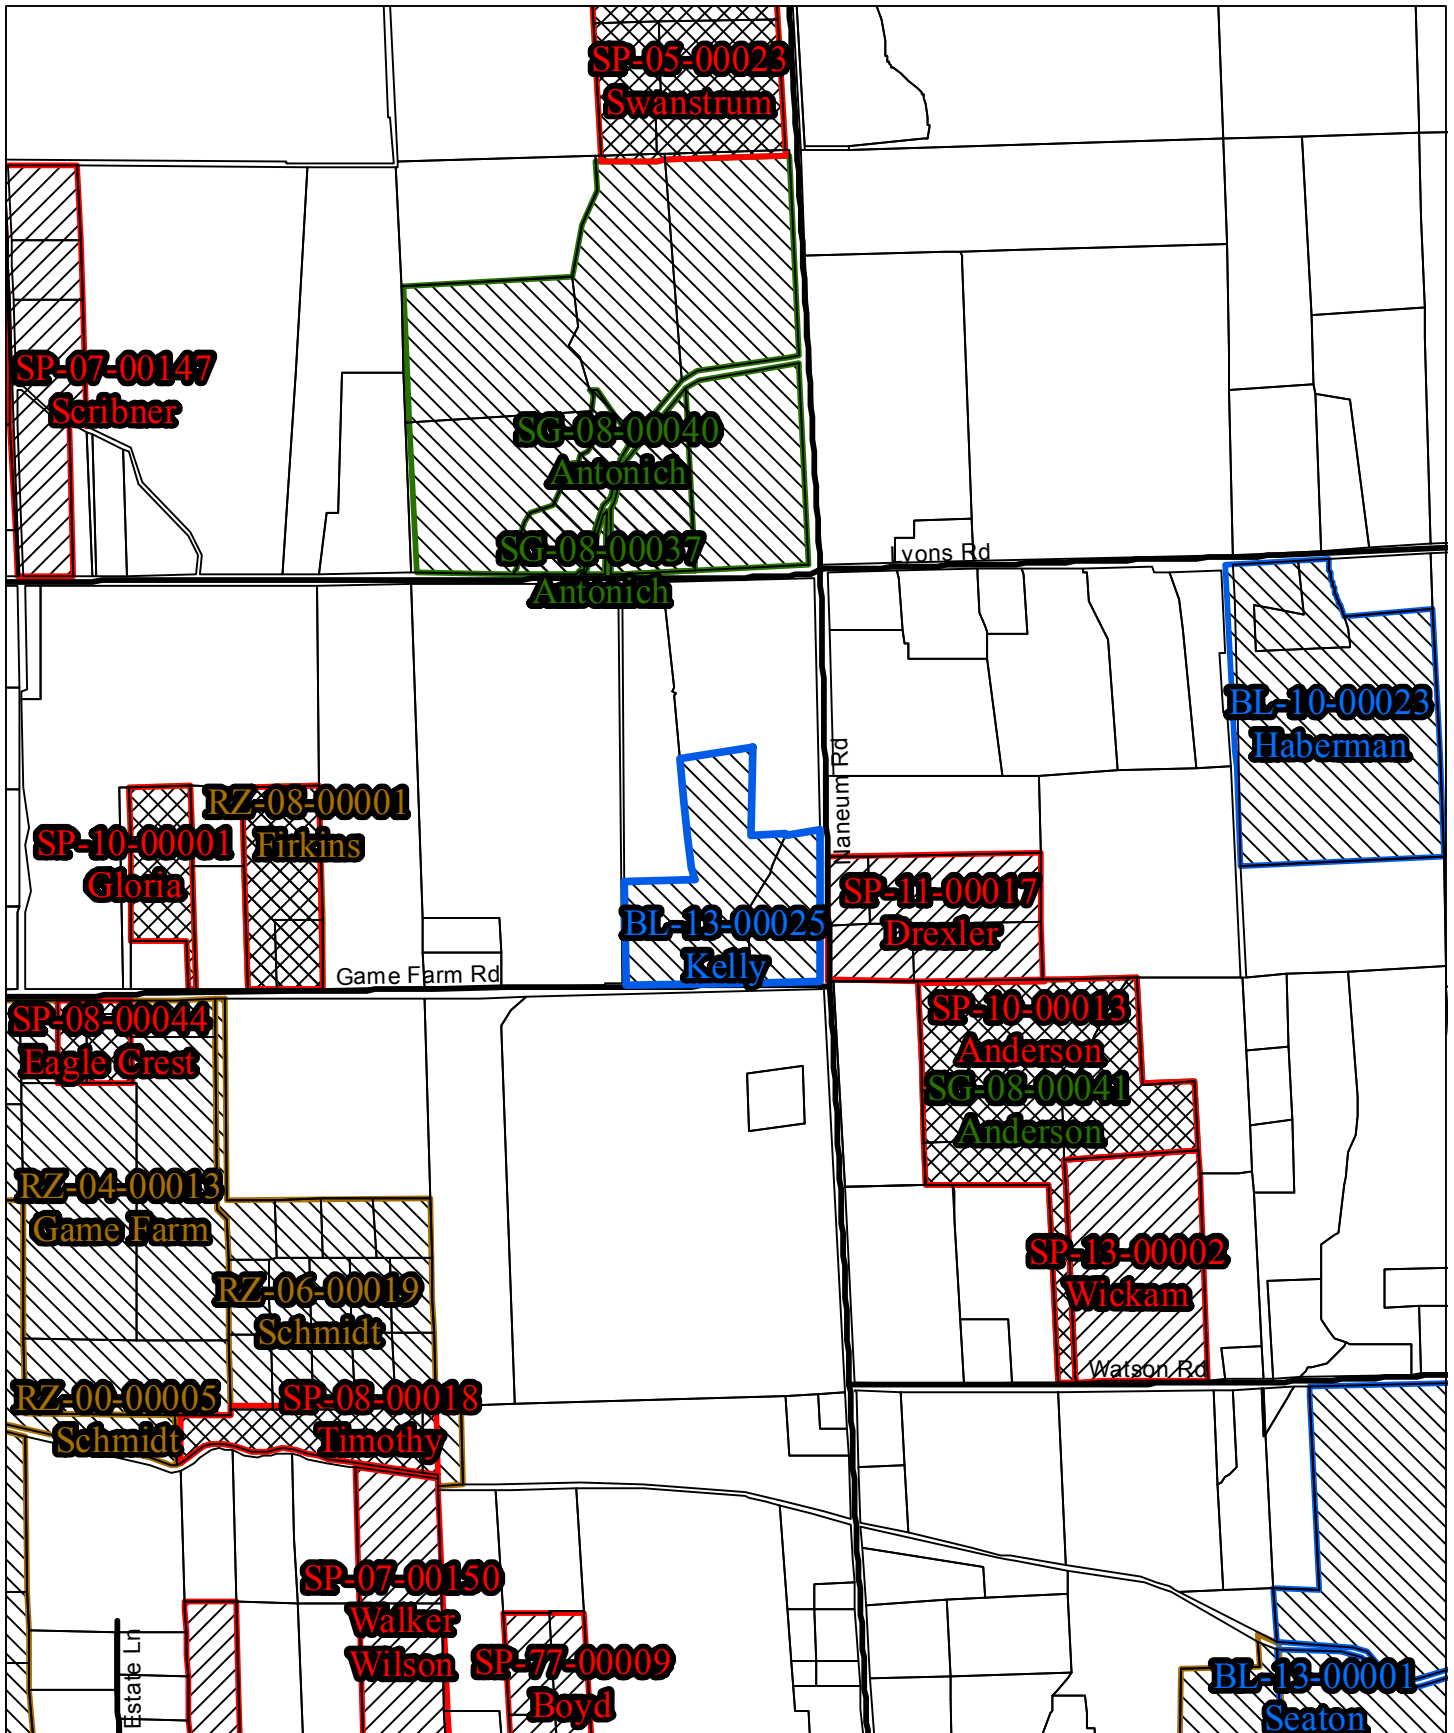 SP-05-00023
Swanstrum
SP-07-00147
Scribner
SG-08-00040
Antonich
SG-08-00037
Antonich
Lyons Rd
BL-10-00023
Haberman
Naneum Rd
RZ-08-00001
Firkins
SP-10-00001
Gloria
SP-11-00017
Drexler
BL-13-00025
Kelly
Game Farm Rd
SP-10-00013
Anderson
SG-08-00041
Anderson
SP-08-00044
Eagle Crest
RZ-04-00013
Game Farm
SP-13-00002
Wickam
RZ-06-00019
Schmidt
Watson Rd
RZ-00-00005
Schmidt
SP-08-00018
Timothy
SP-07-00150
Walker
Wilson
SP-77-00009
Boyd
Estate Ln
BL-13-00001
Seaton